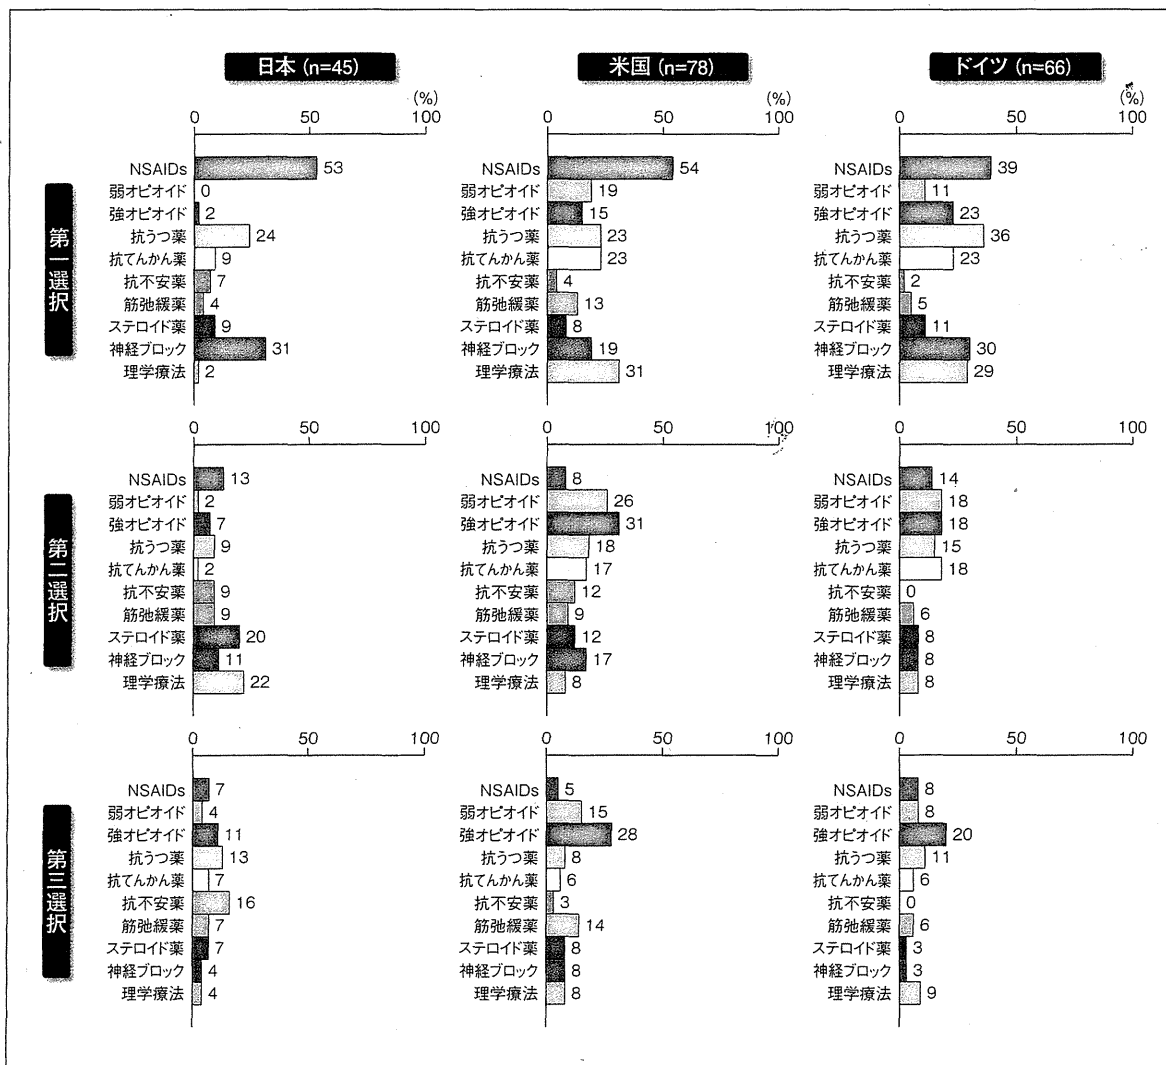 日本 (n=45)
米国 (n=78)
ドイツ (n=66)
第一選択
(%)
0 50 100
NSAIDs 53
弱オピオイド 0
強オピオイド 2
抗うつ薬 24
抗てんかん薬 9
抗不安薬 7
筋弛緩薬 4
ステロイド薬 9
神経ブロック 31
理学療法 2
(%)
0 50 100
NSAIDs 54
弱オピオイド 19
強オピオイド 15
抗うつ薬 23
抗てんかん薬 23
抗不安薬 4
筋弛緩薬 13
ステロイド薬 8
神経ブロック 19
理学療法 31
(%)
0 50 100
NSAIDs 39
弱オピオイド 11
強オピオイド 23
抗うつ薬 36
抗てんかん薬 23
抗不安薬 2
筋弛緩薬 5
ステロイド薬 11
神経ブロック 30
理学療法 29
第二選択
0 50 100
NSAIDs 13
弱オピオイド 2
強オピオイド 7
抗うつ薬 9
抗てんかん薬 2
抗不安薬 9
筋弛緩薬 9
ステロイド薬 20
神経ブロック 11
理学療法 22
0 50 100
NSAIDs 8
弱オピオイド 26
強オピオイド 31
抗うつ薬 18
抗てんかん薬 17
抗不安薬 12
筋弛緩薬 9
ステロイド薬 12
神経ブロック 17
理学療法 8
0 50 100
NSAIDs 14
弱オピオイド 18
強オピオイド 18
抗うつ薬 15
抗てんかん薬 18
抗不安薬 0
筋弛緩薬 6
ステロイド薬 8
神経ブロック 8
理学療法 8
第三選択
0 50 100
NSAIDs 7
弱オピオイド 4
強オピオイド 11
抗うつ薬 13
抗てんかん薬 7
抗不安薬 16
筋弛緩薬 7
ステロイド薬 7
神経ブロック 4
理学療法 4
0 50 100
NSAIDs 5
弱オピオイド 15
強オピオイド 28
抗うつ薬 8
抗てんかん薬 6
抗不安薬 3
筋弛緩薬 14
ステロイド薬 8
神経ブロック 8
理学療法 8
0 50 100
NSAIDs 8
弱オピオイド 8
強オピオイド 20
抗うつ薬 11
抗てんかん薬 6
抗不安薬 0
筋弛緩薬 6
ステロイド薬 3
神経ブロック 3
理学療法 9